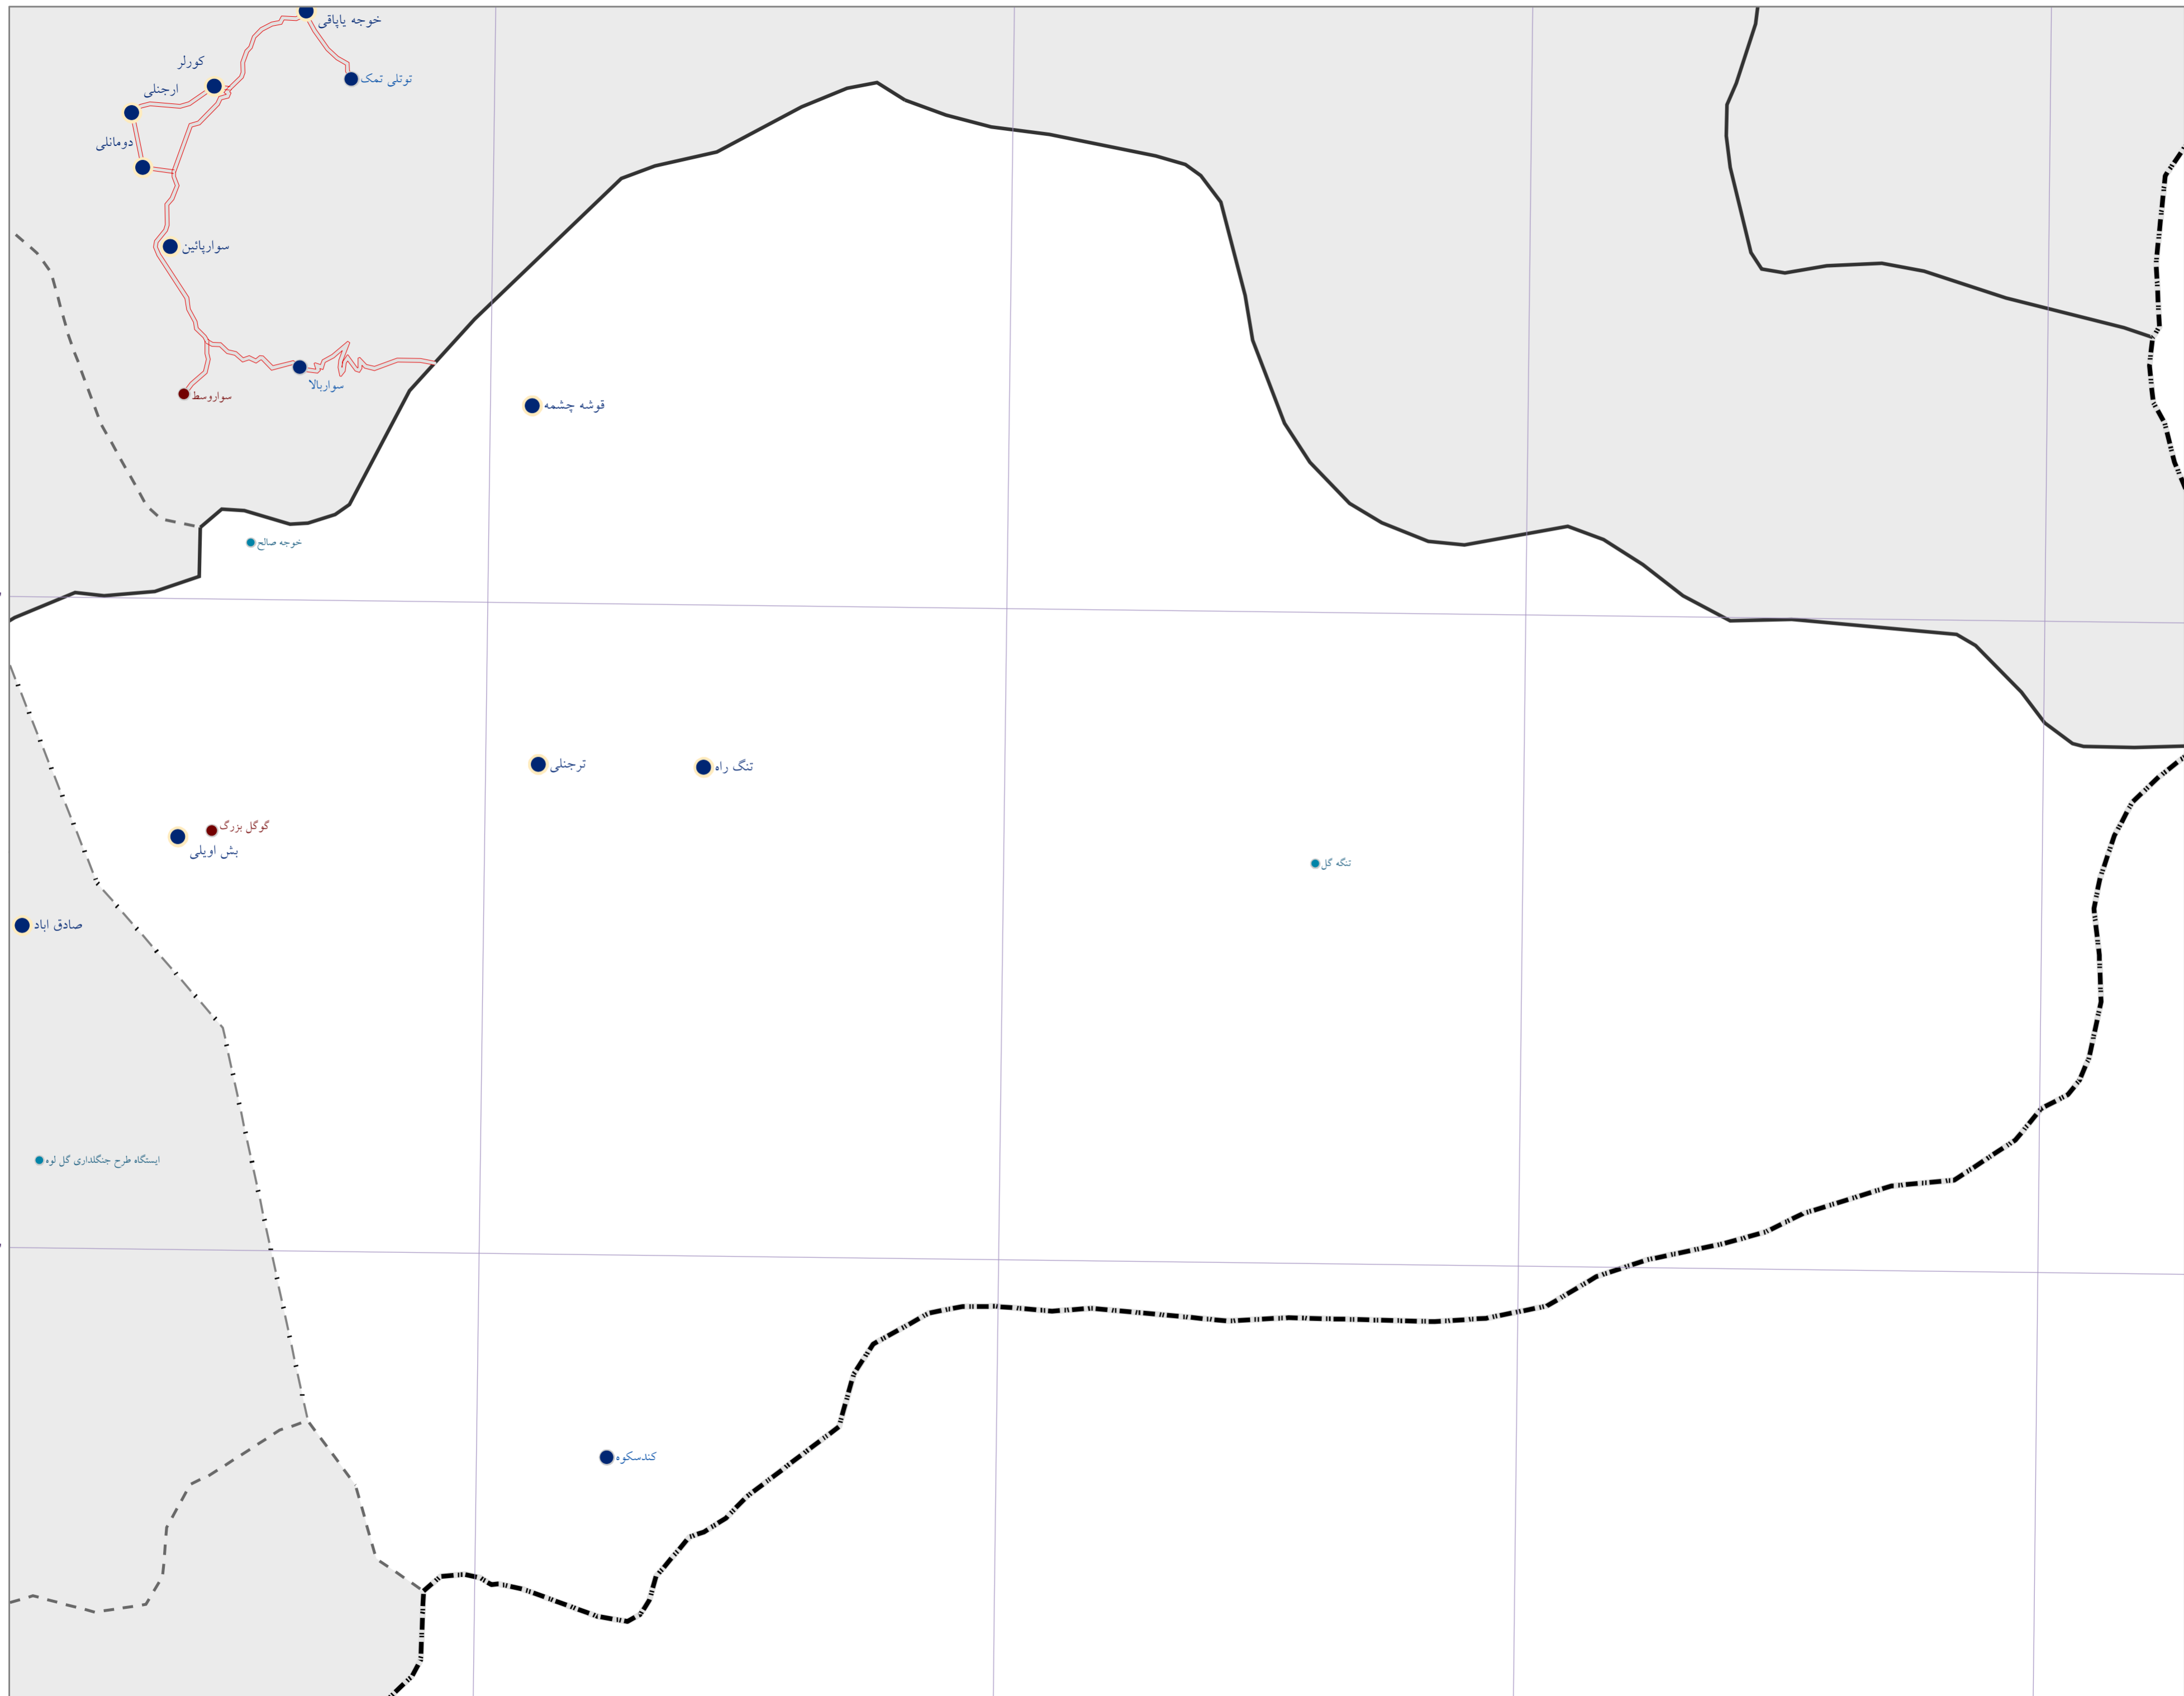 خوجه یاپاقی
کورلر
توتلی تمک
ارجنلی
دومانلی
سوارپائین
سواربالا
سواروسط
قوشه چشمه
خوجه صالح
ترجنلی
تنگ راه
گوگل بزرگ
بش اویلی
تنگه گل
صادق اباد
ایستگاه طرح جنگلداری گل لوه
کندسکوه